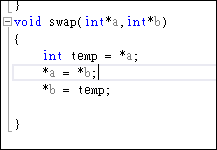 }
void swap(int*a,int*b)
{
int temp = *a;
*a = *b;
*b = temp;
}